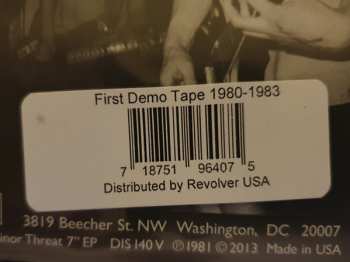 First Demo Tape 1980-1983
7 18751 96407 5
Distributed by Revolver USA
3819 Beecher St. NW Washington, DC 20007
inor Threat 7" EP DIS 140 V ℗1981 ©2013 Made in USA